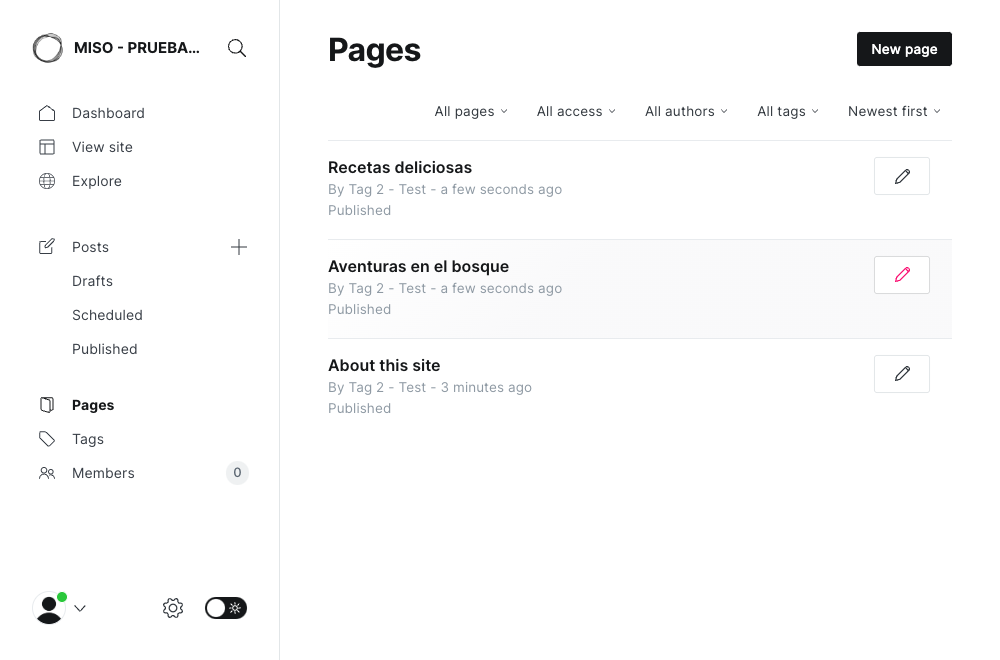 MISO - PRUEBA...
Dashboard
View site
Explore
Posts
Drafts
Scheduled
Published
Pages
Tags
Members
0
Pages
New page
All pages
All access
All authors
All tags
Newest first
Recetas deliciosas
By Tag 2 - Test - a few seconds ago
Published
Aventuras en el bosque
By Tag 2 - Test - a few seconds ago
Published
About this site
By Tag 2 - Test - 3 minutes ago
Published